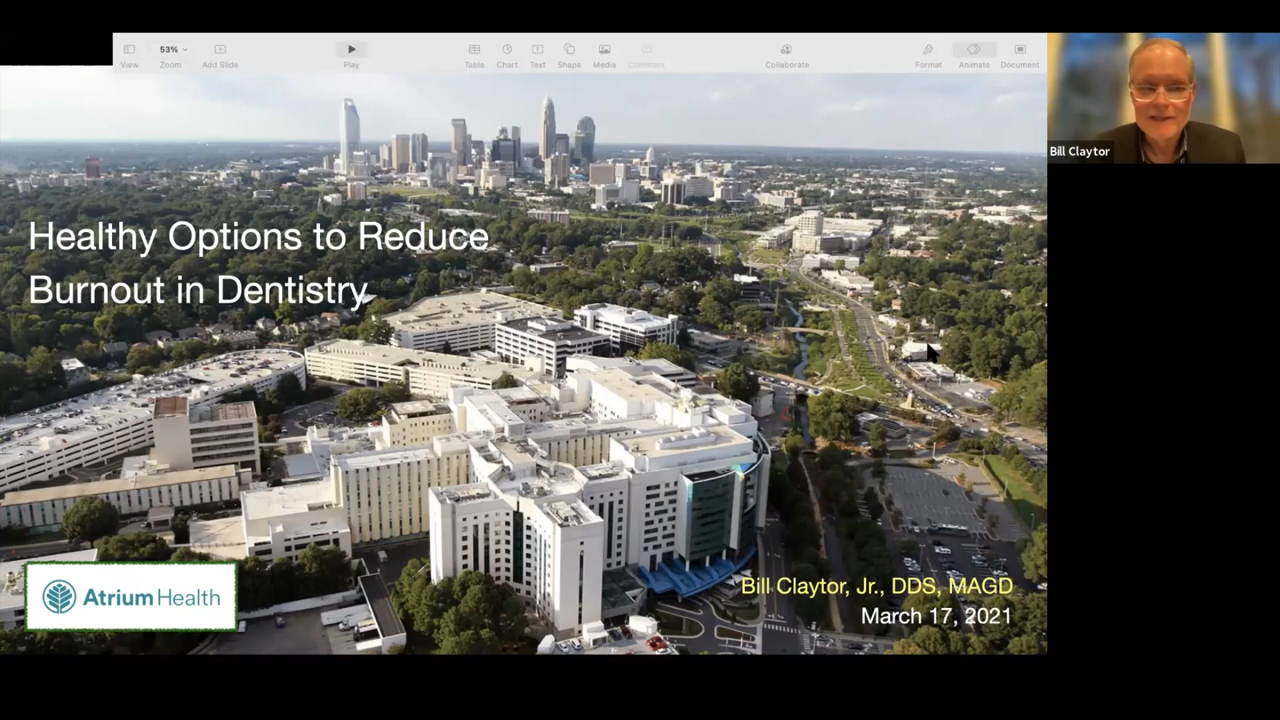 53%
View
Zoom
Add Slide
Play
Table
Chart
Text
Shape
Media
Comment
Collaborate
Format
Animate
Document
Bill Claytor
Healthy Options to Reduce
Burnout in Dentistry
Atrium Health
Bill Claytor, Jr., DDS, MAGD
March 17, 2021